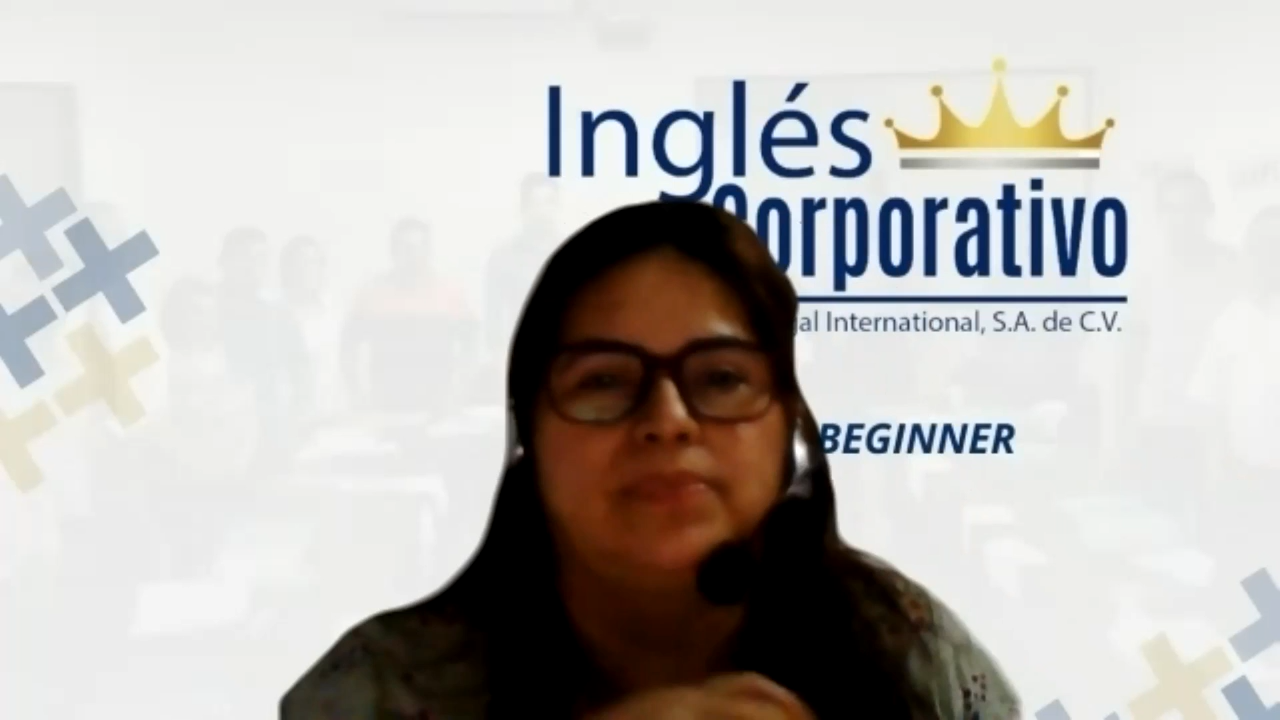 Inglés
Corporativo
International, S.A. de C.V.
BEGINNER